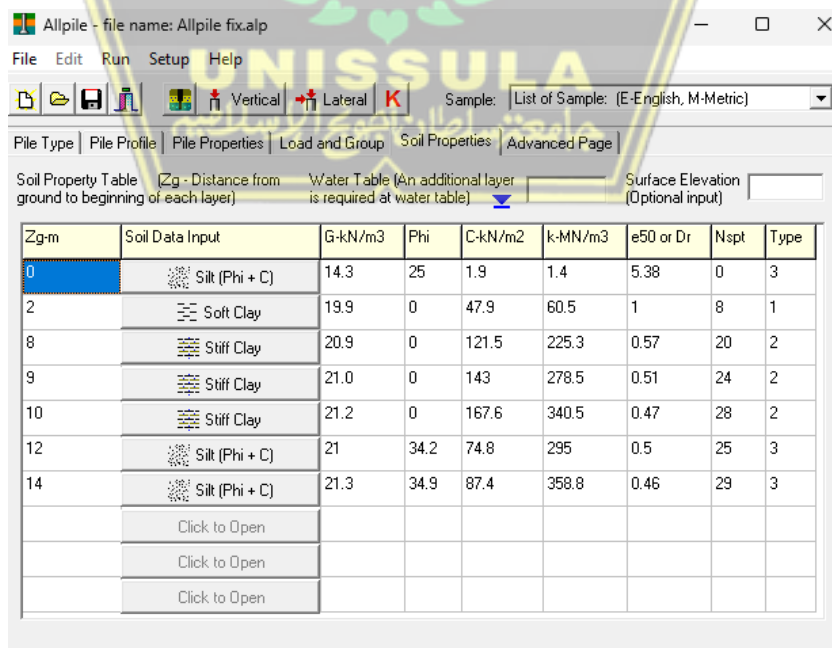 Allpile - file name: Allpile fix.alp
File Edit Run Setup Help
UNISSULA
Vertical Lateral K Sample: List of Sample: (E-English, M-Metric)
Pile Type Pile Profile Pile Properties Load and Group Soil Properties Advanced Page
Soil Property Table (Zg - Distance from Water Table (An additional layer Surface Elevation
ground to beginning of each layer) is required at water table) (Optional input)
Zg-m Soil Data Input G-kN/m3 Phi C-kN/m2 k-MN/m3 e50 or Dr Nspt Type
0 Silt (Phi + C) 14.3 25 1.9 1.4 5.38 0 3
2 Soft Clay 19.9 0 47.9 60.5 1 8 1
8 Stiff Clay 20.9 0 121.5 225.3 0.57 20 2
9 Stiff Clay 21.0 0 143 278.5 0.51 24 2
10 Stiff Clay 21.2 0 167.6 340.5 0.47 28 2
12 Silt (Phi + C) 21 34.2 74.8 295 0.5 25 3
14 Silt (Phi + C) 21.3 34.9 87.4 358.8 0.46 29 3
Click to Open
Click to Open
Click to Open